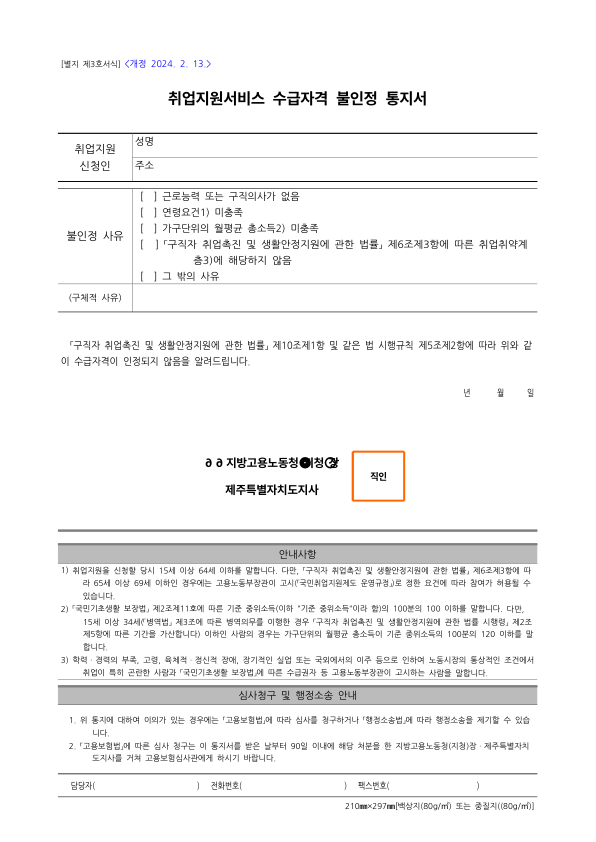 [별지 제3호서식] <개정 2024. 2. 13.>
취업지원서비스 수급자격 불인정 통지서
취업지원
신청인
성명
주소
불인정 사유
[  ] 근로능력 또는 구직의사가 없음
[  ] 연령요건1) 미충족
[  ] 가구단위의 월평균 총소득2) 미충족
[  ] 「구직자 취업촉진 및 생활안정지원에 관한 법률」 제6조제3항에 따른 취업취약계
층3)에 해당하지 않음
[  ] 그 밖의 사유
(구체적 사유)
「구직자 취업촉진 및 생활안정지원에 관한 법률」 제10조제1항 및 같은 법 시행규칙 제5조제2항에 따라 위와 같
이 수급자격이 인정되지 않음을 알려드립니다.
년 월 일
∂ ∂ 지방고용노동청
제주특별자치도지사
직인
안내사항
1) 취업지원을 신청할 당시 15세 이상 64세 이하를 말합니다. 다만, 「구직자 취업촉진 및 생활안정지원에 관한 법률」 제6조제3항에 따
라 65세 이상 69세 이하인 경우에는 고용노동부장관이 고시(「국민취업지원제도 운영규정」)로 정한 요건에 따라 참여가 허용될 수
있습니다.
2) 「국민기초생활 보장법」 제2조제11호에 따른 기준 중위소득(이하 "기준 중위소득"이라 함)의 100분의 100 이하를 말합니다. 다만,
15세 이상 34세(「병역법」 제3조에 따른 병역의무를 이행한 경우 「구직자 취업촉진 및 생활안정지원에 관한 법률 시행령」 제2조
제5항에 따른 기간을 가산합니다) 이하인 사람의 경우는 가구단위의 월평균 총소득이 기준 중위소득의 100분의 120 이하를 말
합니다.
3) 학력ㆍ경력의 부족, 고령, 육체적ㆍ정신적 장애, 장기적인 실업 또는 국외에서의 이주 등으로 인하여 노동시장의 통상적인 조건에서
취업이 특히 곤란한 사람과 「국민기초생활 보장법」에 따른 수급권자 등 고용노동부장관이 고시하는 사람을 말합니다.
심사청구 및 행정소송 안내
1. 위 통지에 대하여 이의가 있는 경우에는 「고용보험법」에 따라 심사를 청구하거나 「행정소송법」에 따라 행정소송을 제기할 수 있습
니다.
2. 「고용보험법」에 따른 심사 청구는 이 통지서를 받은 날부터 90일 이내에 해당 처분을 한 지방고용노동청(지청)장ㆍ제주특별자치
도지사를 거쳐 고용보험심사관에게 하시기 바랍니다.
담당자( ) 전화번호( ) 팩스번호( )
210㎜×297㎜[백상지(80g/㎡) 또는 중질지((80g/㎡)]